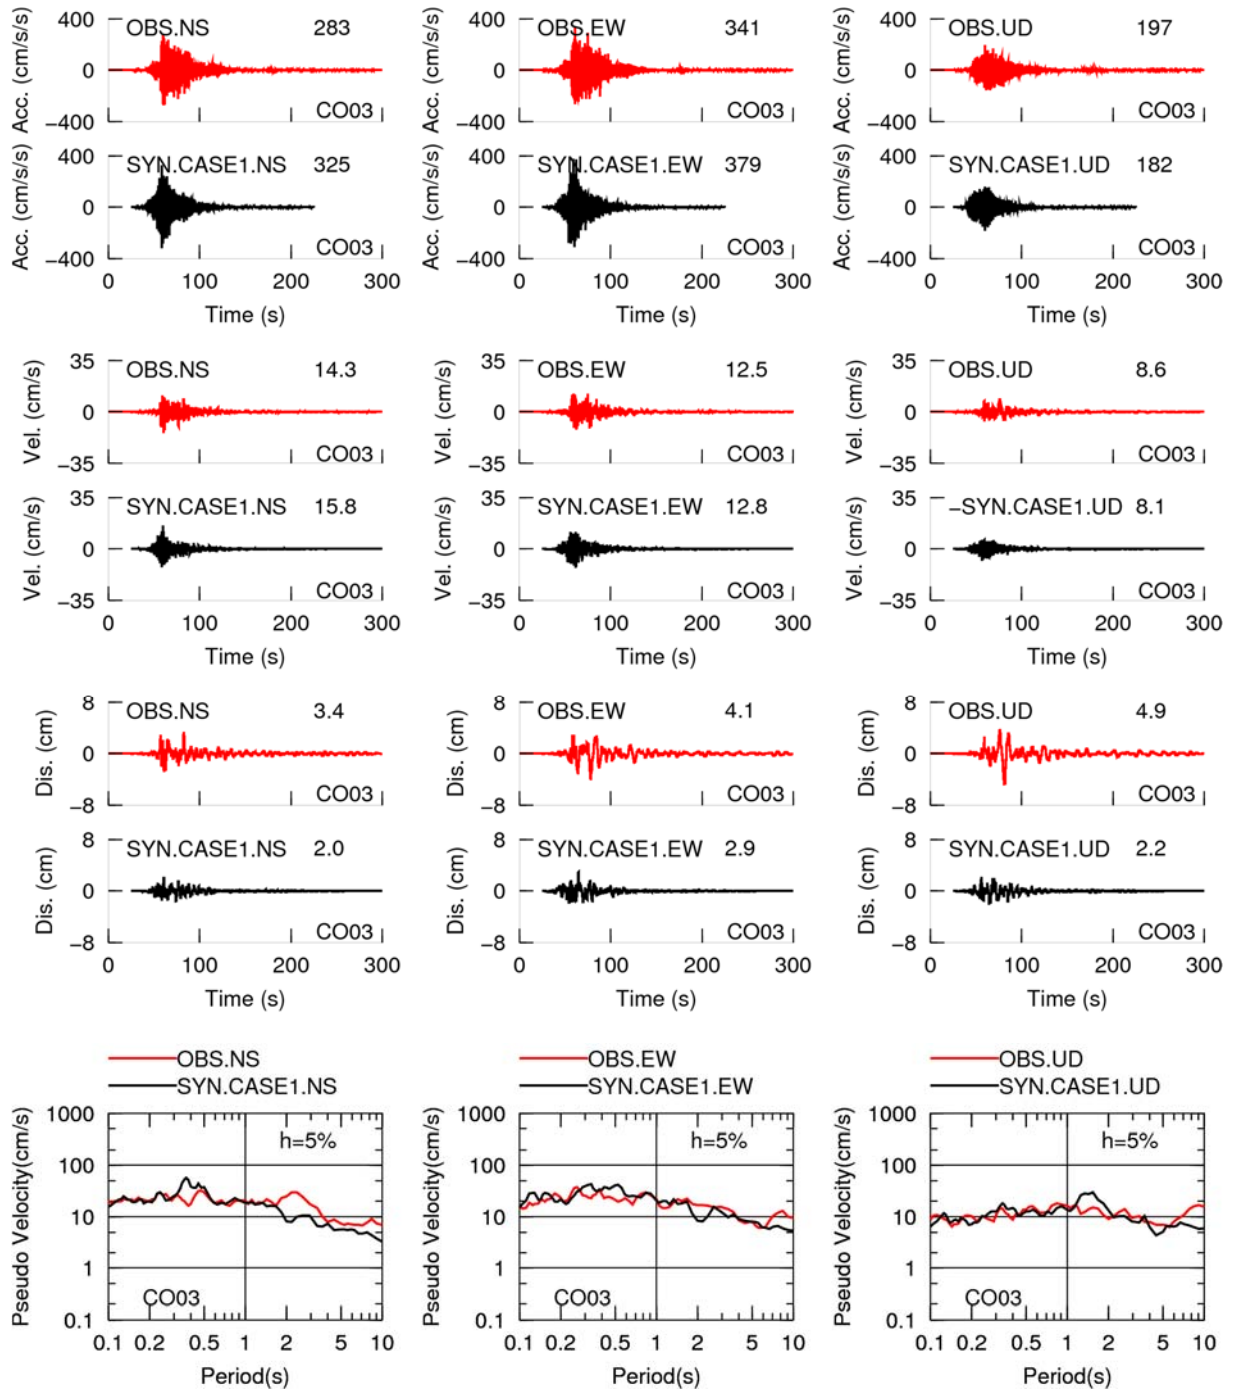 400 OBS.NS 283 400 OBS.EW 341 400 OBS.UD 197
Acc. (cm/s/s) 0 Acc. (cm/s/s) 0 Acc. (cm/s/s) 0
−400 CO03 −400 CO03 −400 CO03
400 SYN.CASE1.NS 325 400 SYN.CASE1.EW 379 400 SYN.CASE1.UD 182
Acc. (cm/s/s) 0 Acc. (cm/s/s) 0 Acc. (cm/s/s) 0
−400 CO03 −400 CO03 −400 CO03
0 100 200 300 0 100 200 300 0 100 200 300
Time (s) Time (s) Time (s)
35 OBS.NS 14.3 35 OBS.EW 12.5 35 OBS.UD 8.6
Vel. (cm/s) 0 Vel. (cm/s) 0 Vel. (cm/s) 0
−35 CO03 −35 CO03 −35 CO03
35 SYN.CASE1.NS 15.8 35 SYN.CASE1.EW 12.8 35 −SYN.CASE1.UD 8.1
Vel. (cm/s) 0 Vel. (cm/s) 0 Vel. (cm/s) 0
−35 CO03 −35 CO03 −35 CO03
0 100 200 300 0 100 200 300 0 100 200 300
Time (s) Time (s) Time (s)
8 OBS.NS 3.4 8 OBS.EW 4.1 8 OBS.UD 4.9
Dis. (cm) 0 Dis. (cm) 0 Dis. (cm) 0
−8 CO03 −8 CO03 −8 CO03
8 SYN.CASE1.NS 2.0 8 SYN.CASE1.EW 2.9 8 SYN.CASE1.UD 2.2
Dis. (cm) 0 Dis. (cm) 0 Dis. (cm) 0
−8 CO03 −8 CO03 −8 CO03
0 100 200 300 0 100 200 300 0 100 200 300
Time (s) Time (s) Time (s)
OBS.NS OBS.EW OBS.UD
SYN.CASE1.NS SYN.CASE1.EW SYN.CASE1.UD
1000 1000 1000
h=5% h=5% h=5%
100 100 100
Pseudo Velocity(cm/s) Pseudo Velocity(cm/s) Pseudo Velocity(cm/s)
10 10 10
1 1 1
CO03 CO03 CO03
0.1 0.1 0.1
0.1 0.2 0.5 1 2 5 10 0.1 0.2 0.5 1 2 5 10 0.1 0.2 0.5 1 2 5 10
Period(s) Period(s) Period(s)